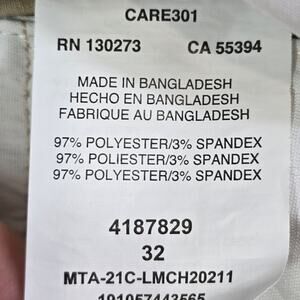 CARE301
RN 130273 CA 55394
MADE IN BANGLADESH
HECHO EN BANGLADESH
FABRIQUE AU BANGLADESH
97% POLYESTER/3% SPANDEX
97% POLIESTER/3% SPANDEX
97% POLYESTER/3% SPANDEX
4187829
32
MTA-21C-LMCH20211
191057443565